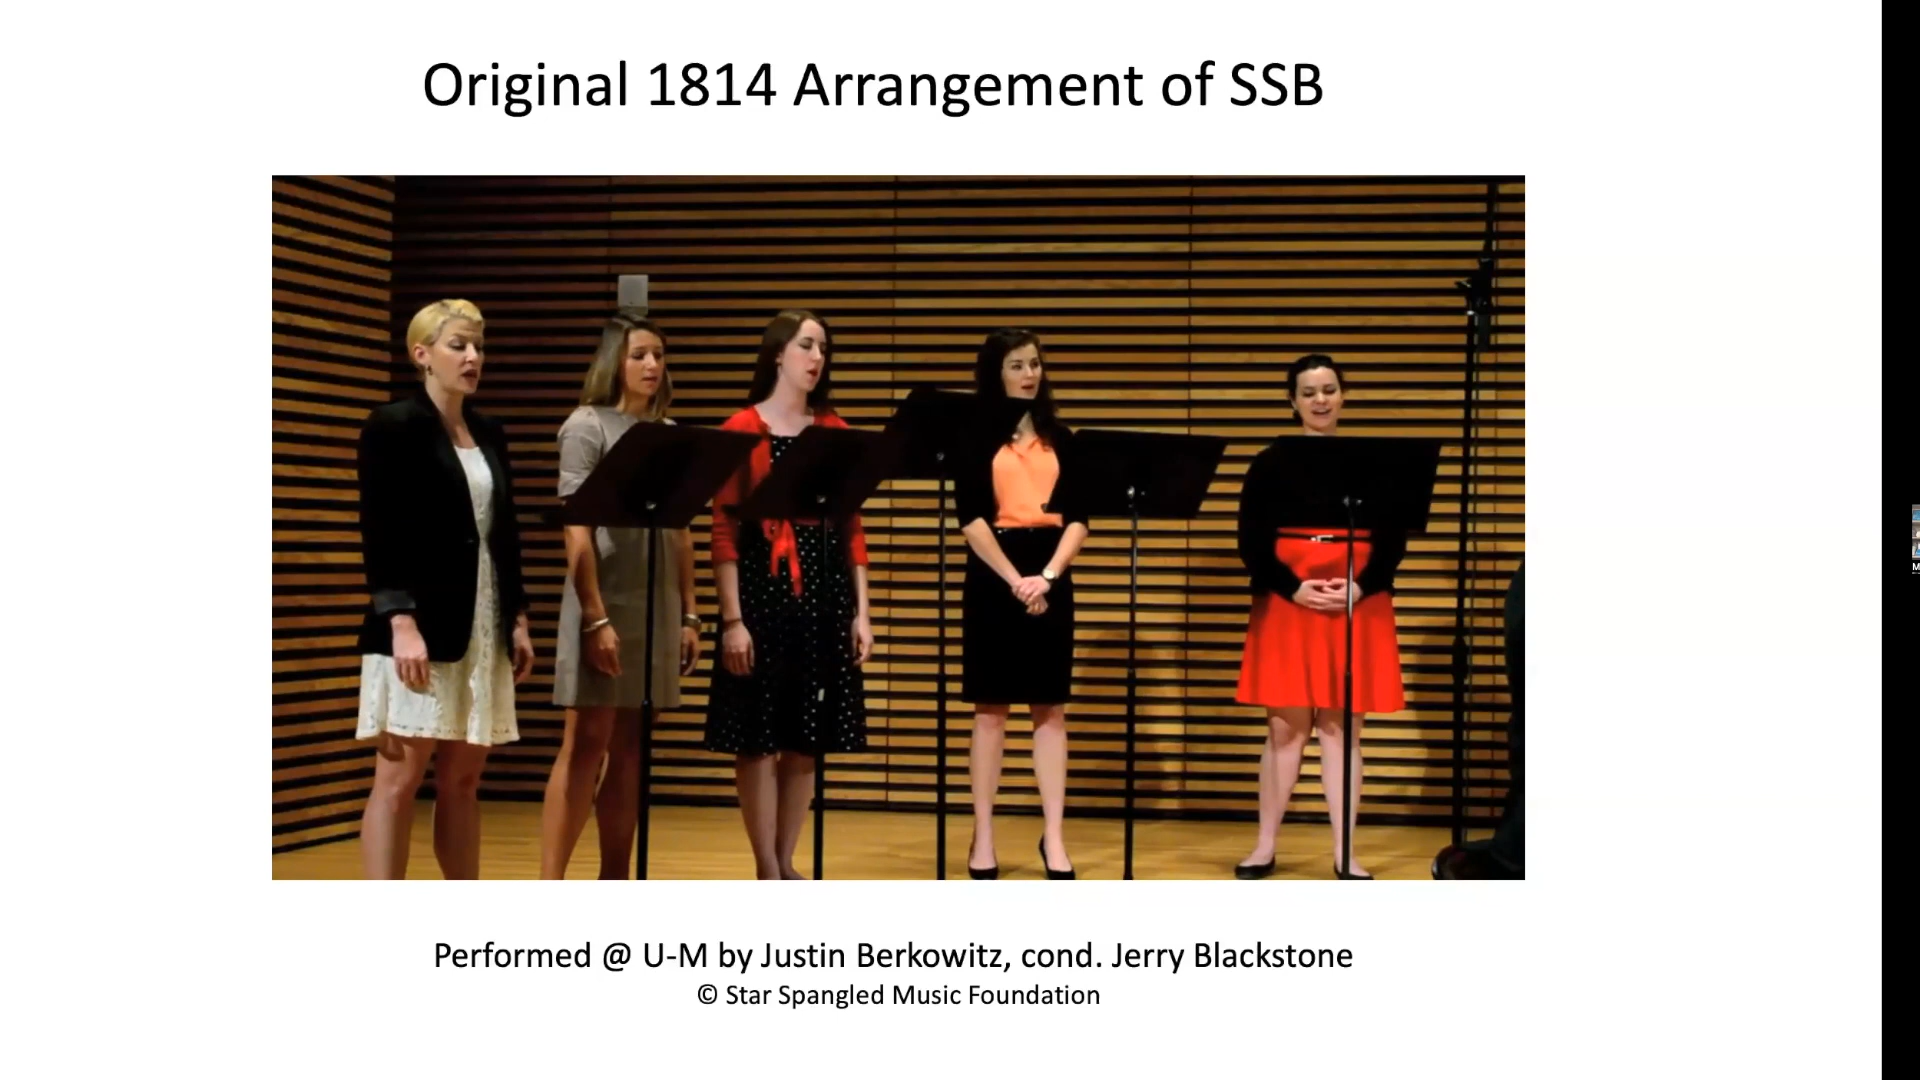 Original 1814 Arrangement of SSB
Performed @ U-M by Justin Berkowitz, cond. Jerry Blackstone
© Star Spangled Music Foundation
M